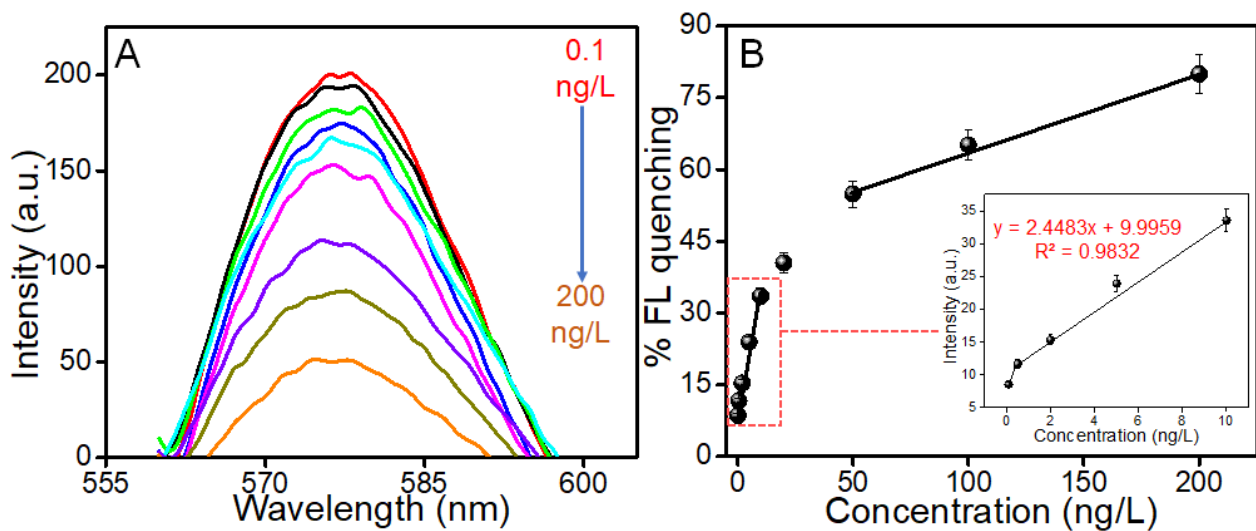 A
0.1
ng/L
200
ng/L
Intensity (a.u.)
200
150
100
50
0
555 570 585 600
Wavelength (nm)
B
% FL quenching
90
75
60
45
30
15
0
0 50 100 150 200
Concentration (ng/L)
y = 2.4483x + 9.9959
R² = 0.9832
Intensity (a.u.)
35
30
25
20
15
10
5
0 2 4 6 8 10
Concentration (ng/L)